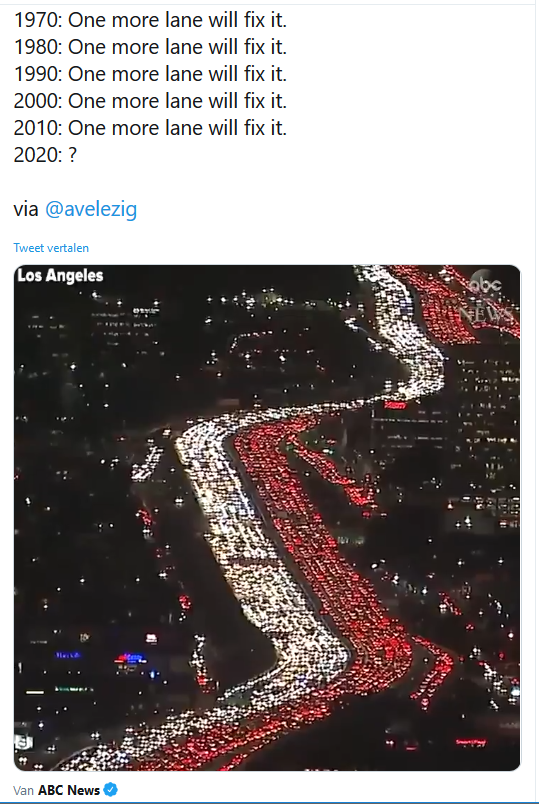 1970: One more lane will fix it.
1980: One more lane will fix it.
1990: One more lane will fix it.
2000: One more lane will fix it.
2010: One more lane will fix it.
2020: ?
via @avelezig
Tweet vertalen
Los Angeles
abc
NEWS
Van ABC News